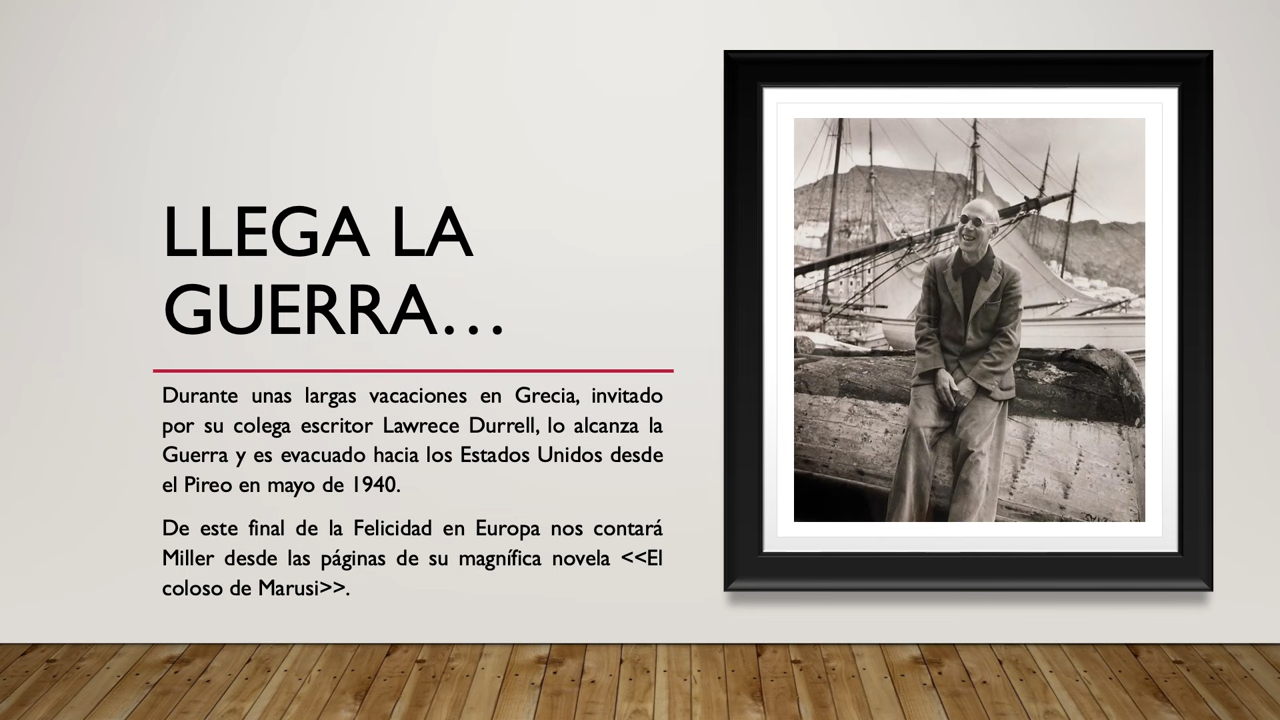 LLEGA LA
GUERRA…
Durante unas largas vacaciones en Grecia, invitado
por su colega escritor Lawrece Durrell, lo alcanza la
Guerra y es evacuado hacia los Estados Unidos desde
el Pireo en mayo de 1940.
De este final de la Felicidad en Europa nos contará
Miller desde las páginas de su magnífica novela <<El
coloso de Marusi>>.